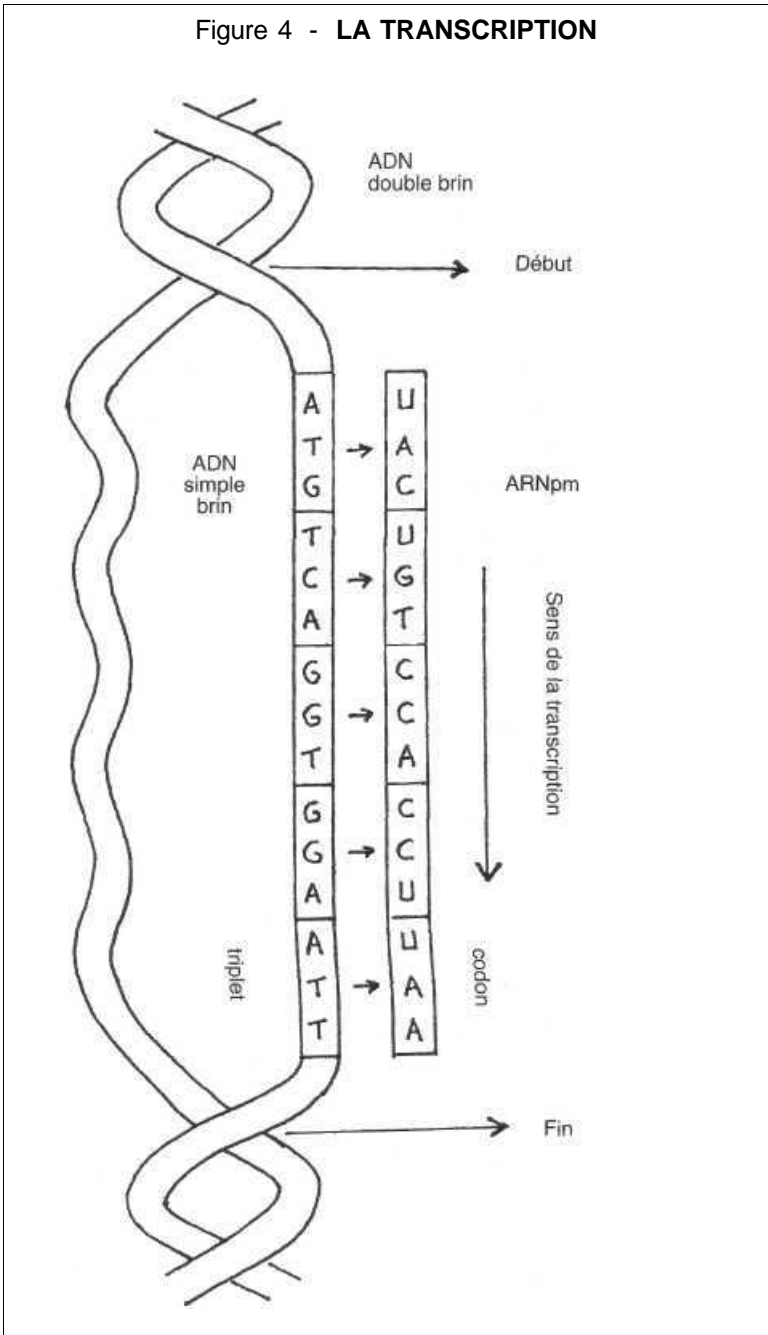 Figure 4 - LA TRANSCRIPTION
ADN
double brin
Début
A
T
G
T
C
A
G
G
T
G
G
A
A
T
T
U
A
C
U
G
T
C
C
A
C
C
U
U
A
A
ADN
simple
brin
ARNpm
Sens de la transcription
triplet
codon
Fin